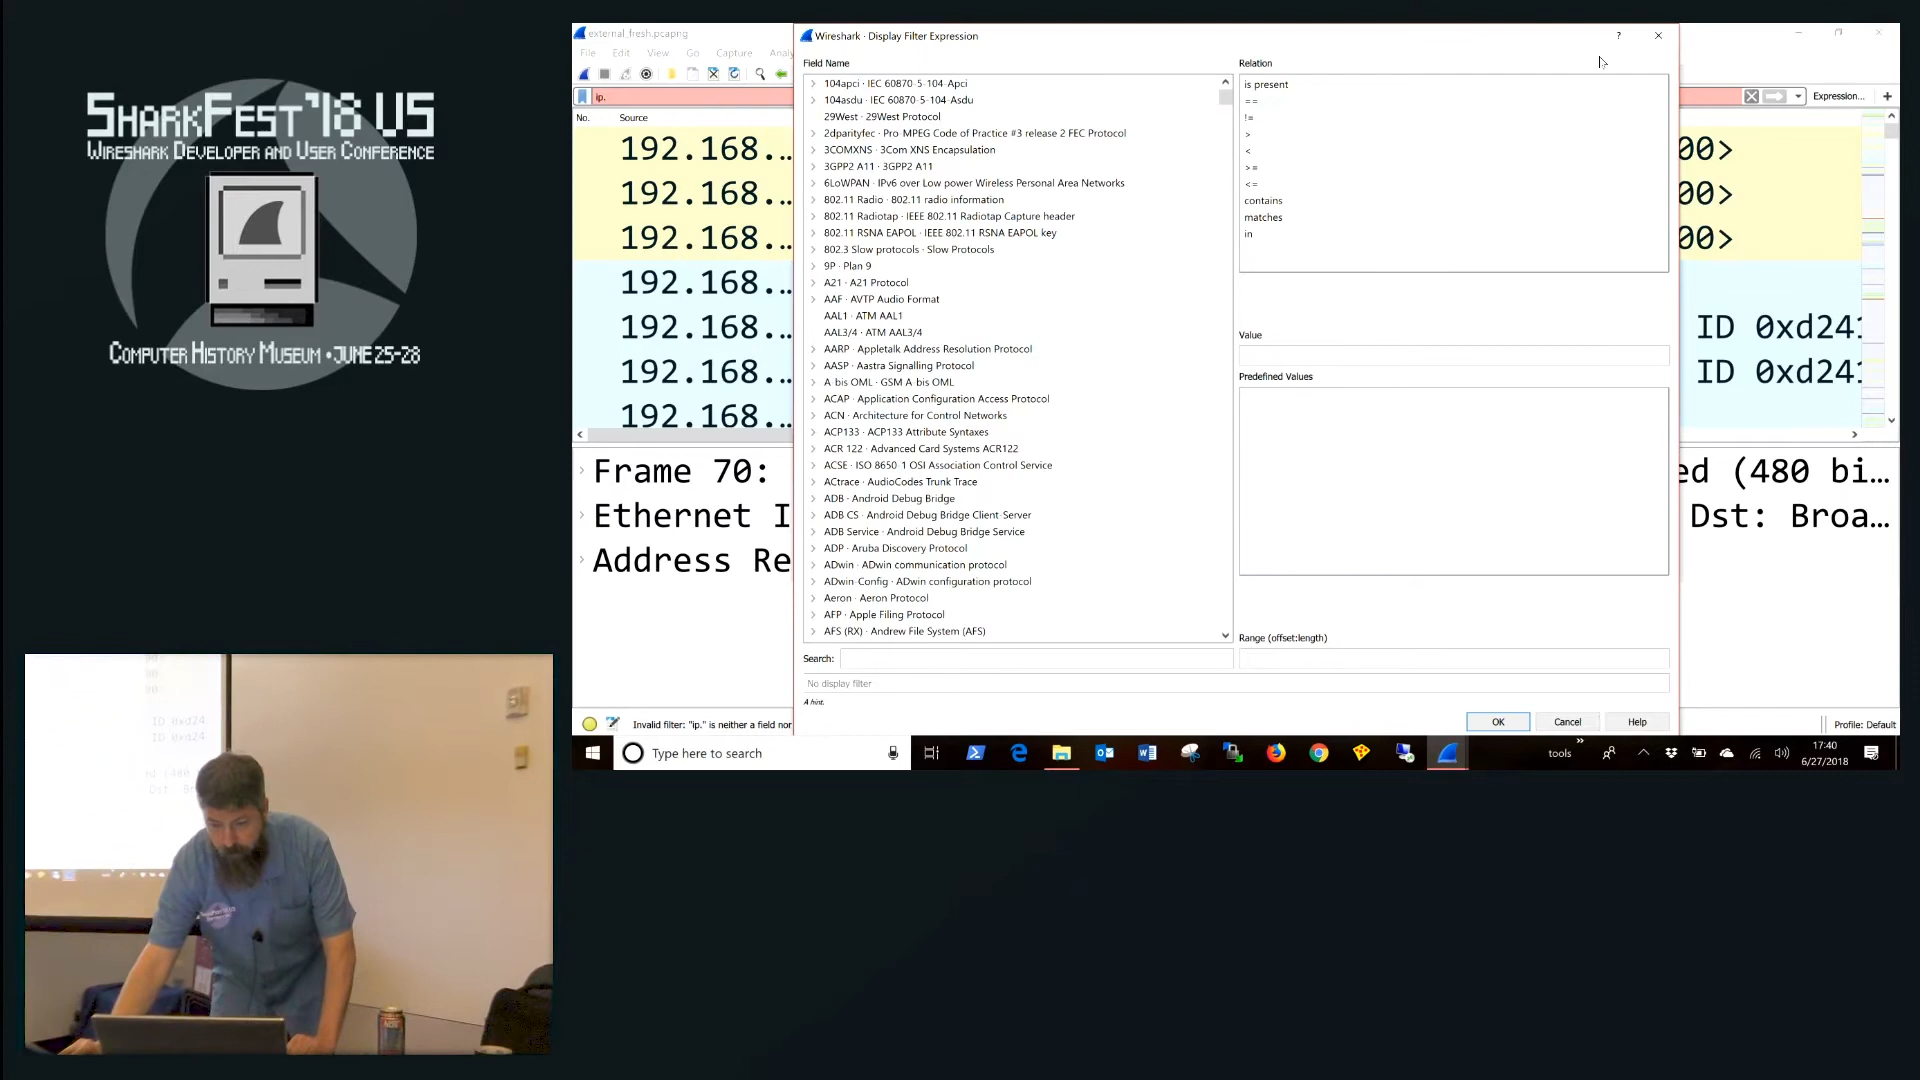 SHARKFEST '18 US
WIRESHARK DEVELOPER AND USER CONFERENCE
COMPUTER HISTORY MUSEUM • JUNE 25-28
external_fresh.pcapng
File Edit View Go Capture Analy
ip.
Expression...
No. Source
192.168...
192.168...
192.168...
192.168...
192.168...
192.168...
192.168...
00>
00>
00>
ID 0xd241
ID 0xd241
Frame 70:
ed (480 bi...
Ethernet I
Dst: Broa...
Address Re
Wireshark · Display Filter Expression
Field Name
104apci · IEC 60870-5-104-Apci
104asdu · IEC 60870-5-104-Asdu
29West · 29West Protocol
2dparityfec · Pro-MPEG Code of Practice #3 release 2 FEC Protocol
3COMXNS · 3Com XNS Encapsulation
3GPP2 A11 · 3GPP2 A11
6LoWPAN · IPv6 over Low power Wireless Personal Area Networks
802.11 Radio · 802.11 radio information
802.11 Radiotap · IEEE 802.11 Radiotap Capture header
802.11 RSNA EAPOL · IEEE 802.11 RSNA EAPOL key
802.3 Slow protocols · Slow Protocols
9P · Plan 9
A21 · A21 Protocol
AAF · AVTP Audio Format
AAL1 · ATM AAL1
AAL3/4 · ATM AAL3/4
AARP · Appletalk Address Resolution Protocol
AASP · Aastra Signalling Protocol
A-bis OML · GSM A-bis OML
ACAP · Application Configuration Access Protocol
ACN · Architecture for Control Networks
ACP133 · ACP133 Attribute Syntaxes
ACR 122 · Advanced Card Systems ACR122
ACSE · ISO 8650-1 OSI Association Control Service
ACtrace · AudioCodes Trunk Trace
ADB · Android Debug Bridge
ADB CS · Android Debug Bridge Client-Server
ADB Service · Android Debug Bridge Service
ADP · Aruba Discovery Protocol
ADwin · ADwin communication protocol
ADwin-Config · ADwin configuration protocol
Aeron · Aeron Protocol
AFP · Apple Filing Protocol
AFS (RX) · Andrew File System (AFS)
Relation
is present
==
!=
>
<
>=
<=
contains
matches
in
Value
Predefined Values
Range (offset:length)
Search:
No display filter
A hint.
OK Cancel Help
Invalid filter: "ip." is neither a field nor
Profile: Default
Type here to search
tools
17:40
6/27/2018
ID 0xd24
ID 0xd24